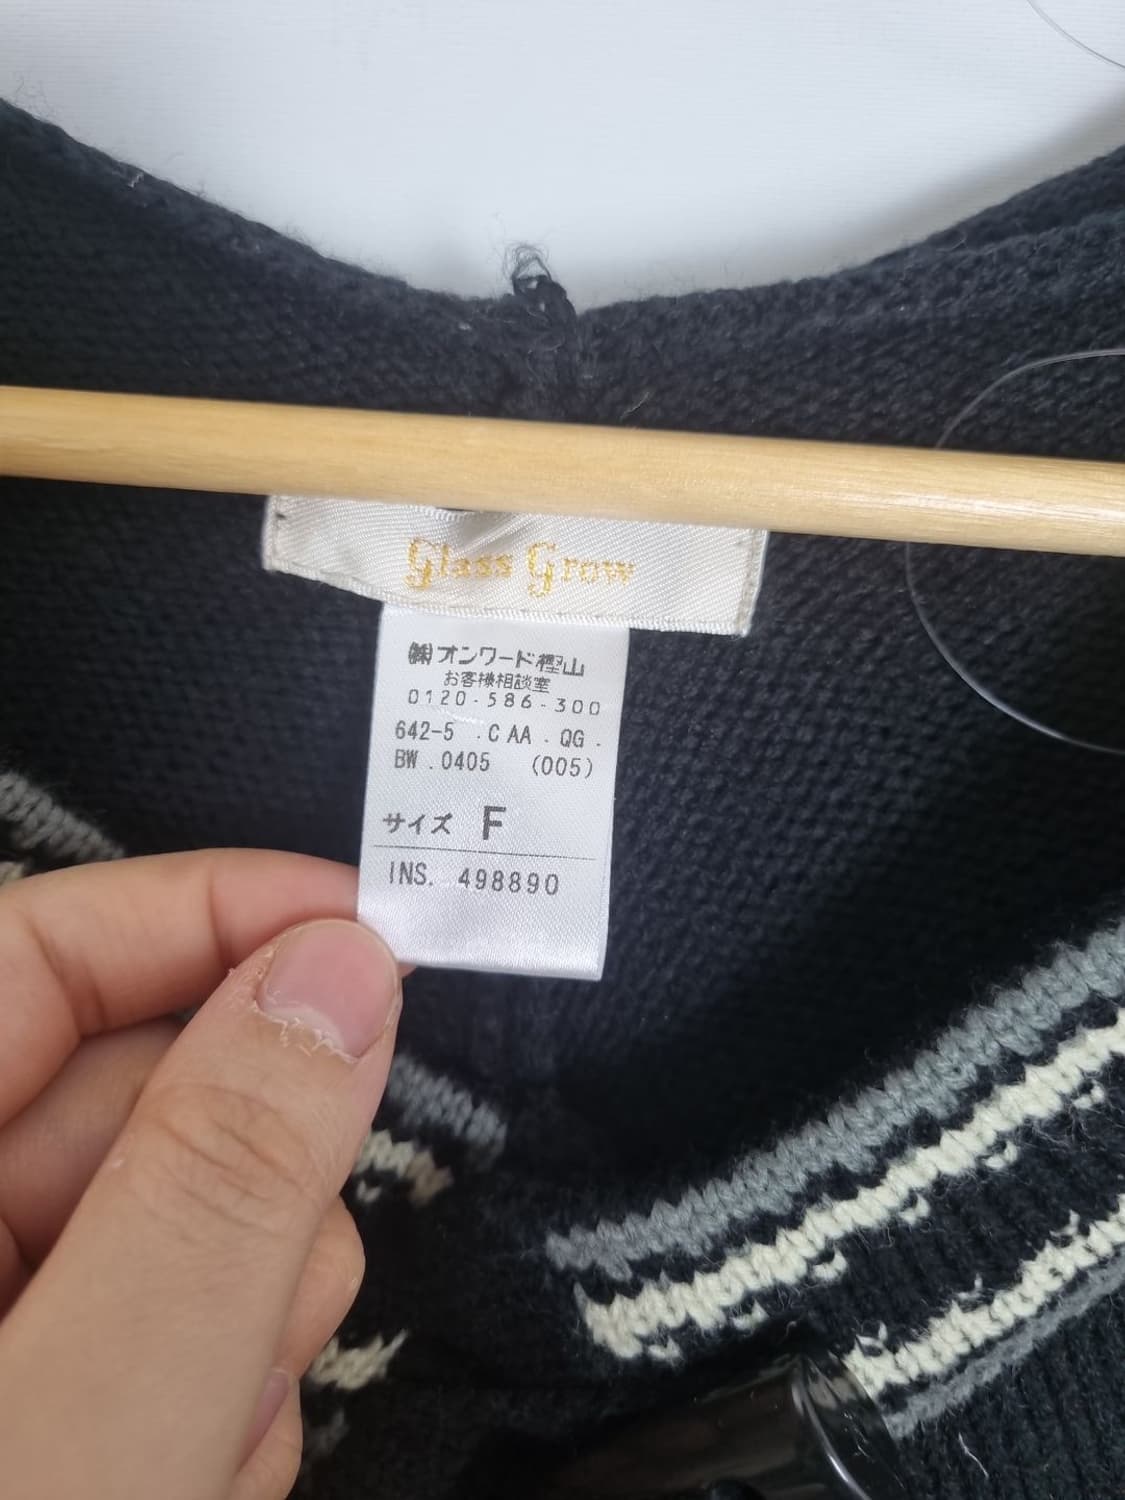 Glass Grow
㈱オンワード樫山
お客様相談室
0120-586-300
642-5 .CAA.QG.
BW.0405 (005)
サイズ F
INS. 498890